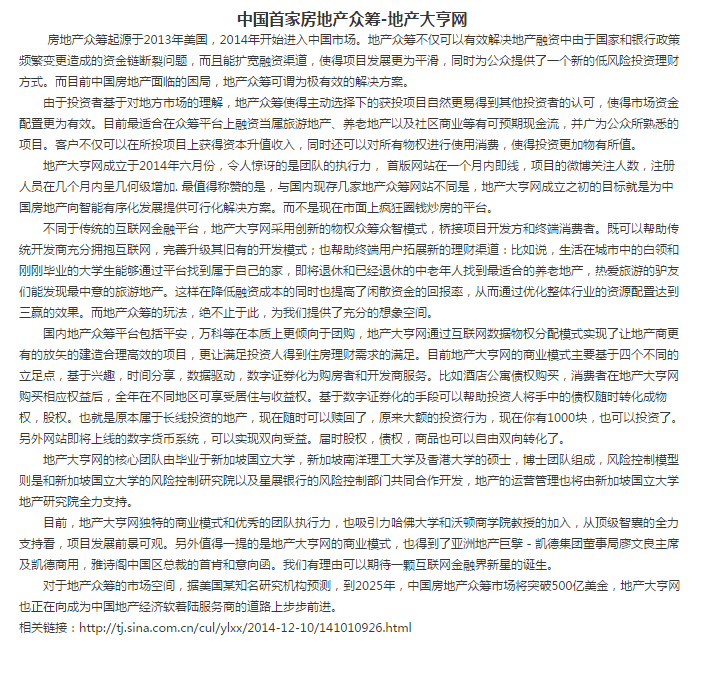 中国首家房地产众筹-地产大亨网
房地产众筹起源于2013年美国，2014年开始进入中国市场。地产众筹不仅可以有效解决地产融资中由于国家和银行政策
频繁变更造成的资金链断裂问题，而且能扩宽融资渠道，使得项目发展更为平滑，同时为公众提供了一个新的低风险投资理财
方式。而目前中国房地产面临的困局，地产众筹可谓为极有效的解决方案。
由于投资者基于对地方市场的理解，地产众筹使得主动选择下的获投项目自然更易得到其他投资者的认可，使得市场资金
配置更为有效。目前最适合在众筹平台上融资当属旅游地产、养老地产以及社区商业等有可预期现金流，并广为公众所熟悉的
项目。客户不仅可以在所投项目上获得资本升值收入，同时还可以对所有物权进行使用消费，使得投资更加物有所值。
地产大亨网成立于2014年六月份，令人惊讶的是团队的执行力， 首版网站在一个月内即线，项目的微博关注人数，注册
人员在几个月内呈几何级增加. 最值得称赞的是，与国内现存几家地产众筹网站不同是，地产大亨网成立之初的目标就是为中
国房地产向智能有序化发展提供可行化解决方案。而不是现在市面上疯狂圈钱炒房的平台。
不同于传统的互联网金融平台，地产大亨网采用创新的物权众筹众智模式，桥接项目开发方和终端消费者。既可以帮助传
统开发商充分拥抱互联网，完善升级其旧有的开发模式；也帮助终端用户拓展新的理财渠道：比如说，生活在城市中的白领和
刚刚毕业的大学生能够通过平台找到属于自己的家，即将退休和已经退休的中老年人找到最适合的养老地产，热爱旅游的驴友
们能发现最中意的旅游地产。这样在降低融资成本的同时也提高了闲散资金的回报率，从而通过优化整体行业的资源配置达到
三赢的效果。而地产众筹的玩法，绝不止于此，为我们提供了充分的想象空间。
国内地产众筹平台包括平安，万科等在本质上更倾向于团购，地产大亨网通过互联网数据物权分配模式实现了让地产商更
有的放矢的建造合理高效的项目，更让满足投资人得到住房理财需求的满足。目前地产大亨网的商业模式主要基于四个不同的
立足点，基于兴趣，时间分享，数据驱动，数字证券化为购房者和开发商服务。比如酒店公寓债权购买，消费者在地产大亨网
购买相应权益后，全年在不同地区可享受居住与收益权。基于数字证券化的手段可以帮助投资人将手中的债权随时转化成物
权，股权。也就是原本属于长线投资的地产，现在随时可以赎回了，原来大额的投资行为，现在你有1000块，也可以投资了。
另外网站即将上线的数字货币系统，可以实现双向受益。届时股权，债权，商品也可以自由双向转化了。
地产大亨网的核心团队由毕业于新加坡国立大学，新加坡南洋理工大学及香港大学的硕士，博士团队组成，风险控制模型
则是和新加坡国立大学的风险控制研究院以及星展银行的风险控制部门共同合作开发，地产的运营管理也将由新加坡国立大学
地产研究院全力支持。
目前，地产大亨网独特的商业模式和优秀的团队执行力，也吸引力哈佛大学和沃顿商学院教授的加入，从顶级智囊的全力
支持看，项目发展前景可观。另外值得一提的是地产大亨网的商业模式，也得到了亚洲地产巨擘－凯德集团董事局廖文良主席
及凯德商用，雅诗阁中国区总裁的首肯和意向函。我们有理由可以期待一颗互联网金融界新星的诞生。
对于地产众筹的市场空间，据美国某知名研究机构预测，到2025年，中国房地产众筹市场将突破500亿美金，地产大亨网
也正在向成为中国地产经济软着陆服务商的道路上步步前进。
相关链接：http://tj.sina.com.cn/cul/ylxx/2014-12-10/141010926.html